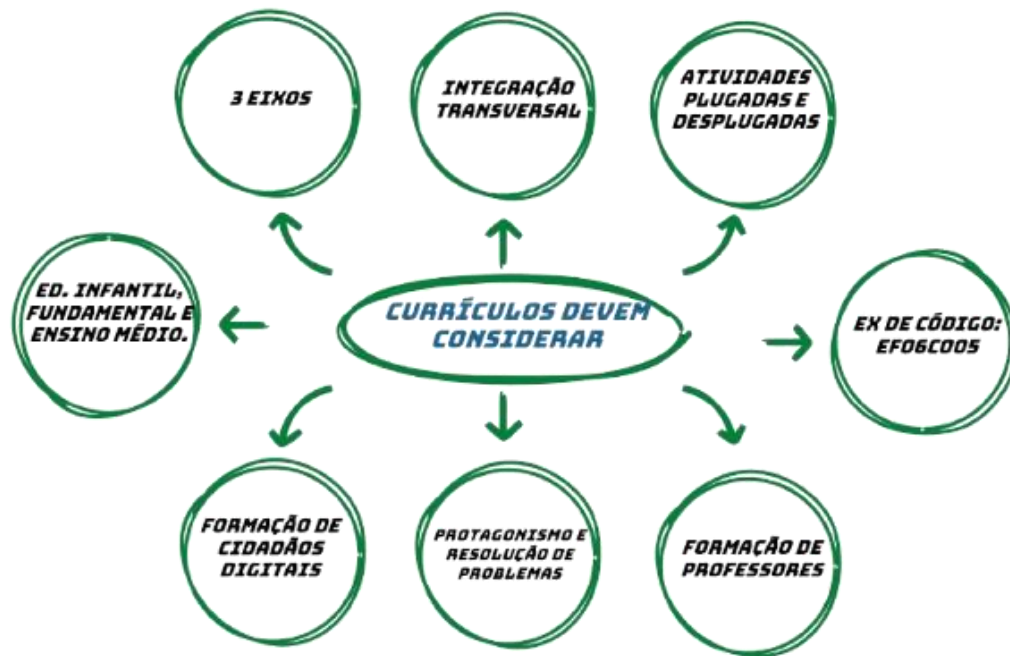 3 EIXOS
INTEGRAÇÃO
TRANSVERSAL
ATIVIDADES
PLUGADAS E
DESPLUGADAS
ED. INFANTIL,
FUNDAMENTAL E
ENSINO MÉDIO.
CURRÍCULOS DEVEM
CONSIDERAR
EX DE CÓDIGO:
EF06CO05
FORMAÇÃO DE
CIDADÃOS
DIGITAIS
PROTAGONISMO E
RESOLUÇÃO DE
PROBLEMAS
FORMAÇÃO DE
PROFESSORES